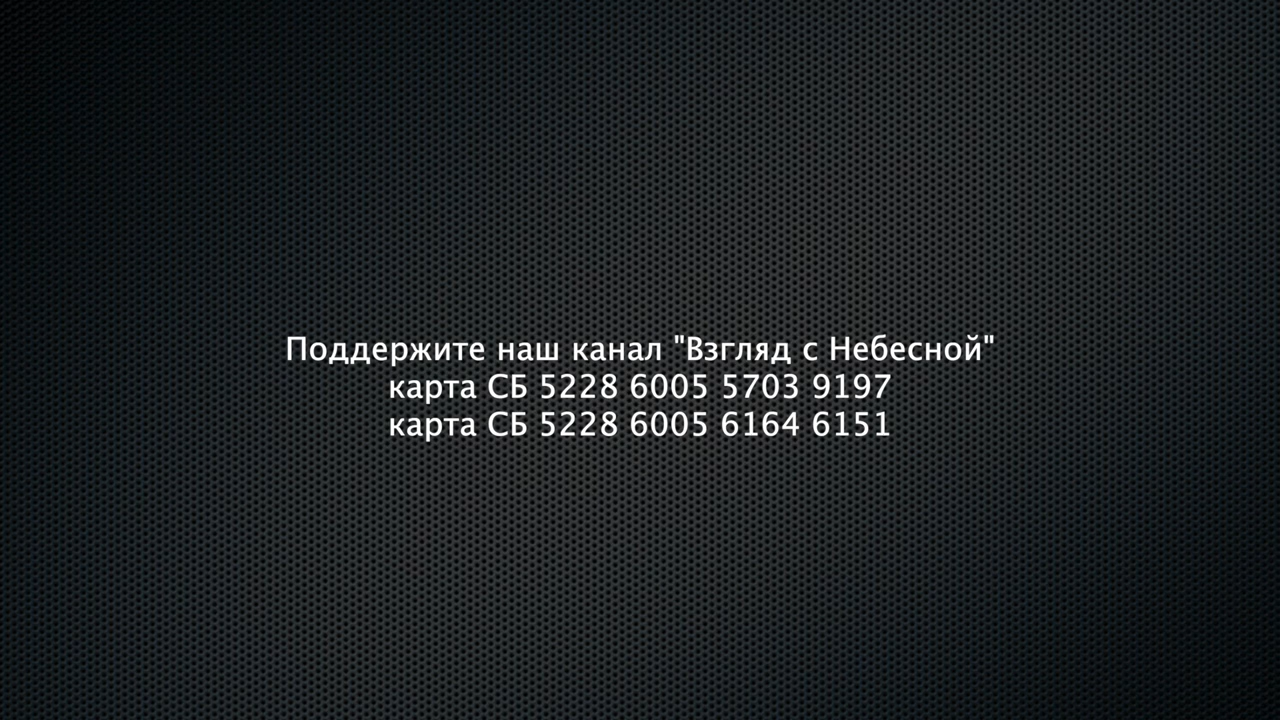 Поддержите наш канал "Взгляд с Небесной"
карта СБ 5228 6005 5703 9197
карта СБ 5228 6005 6164 6151